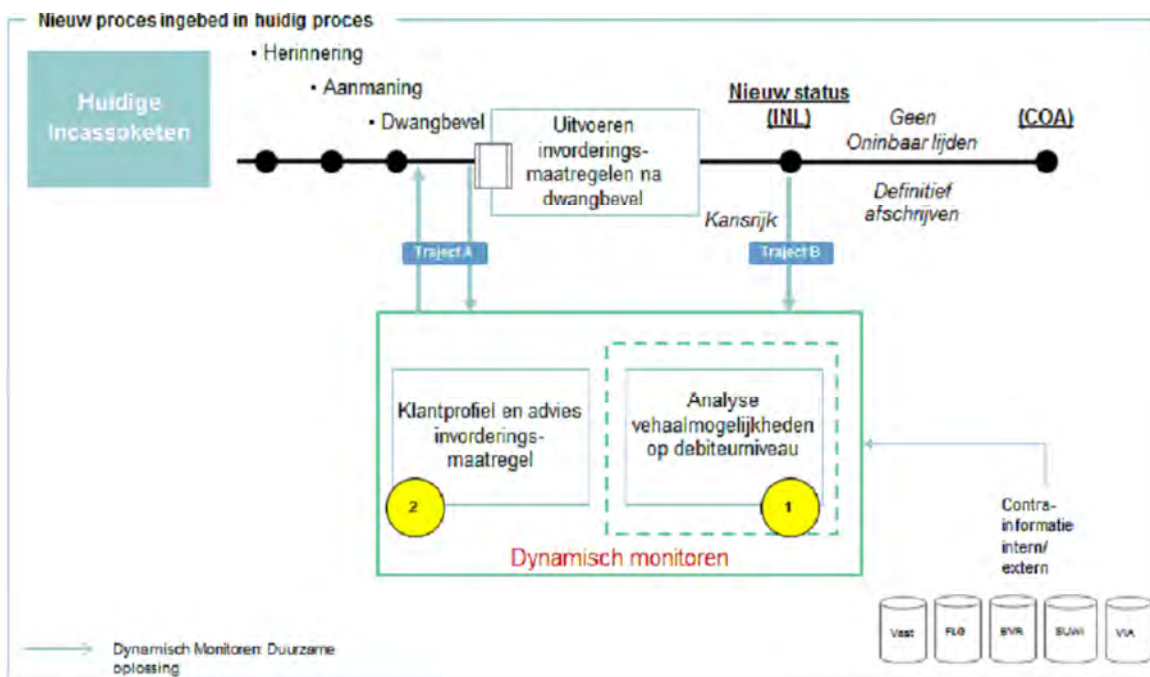 Nieuw proces ingebed in huidig proces
Huidige
Incassoketen
• Herinnering
• Aanmaning
• Dwangbevel
Uitvoeren
invorderings-
maatregelen na
dwangbevel
Nieuw status
(INL)
Geen
Oninbaar lijden
(COA)
Definitief
afschrijven
Kansrijk
Traject A
Traject B
Klantprofiel en advies
invorderings-
maatregel
2
Analyse
vehaalmogelijkheden
op debiteurniveau
1
Dynamisch monitoren
Contra-
informatie
intern/
extern
Vast
FLG
BVR
SUWI
VIA
Dynamisch Monitoren: Duurzame
oplossing